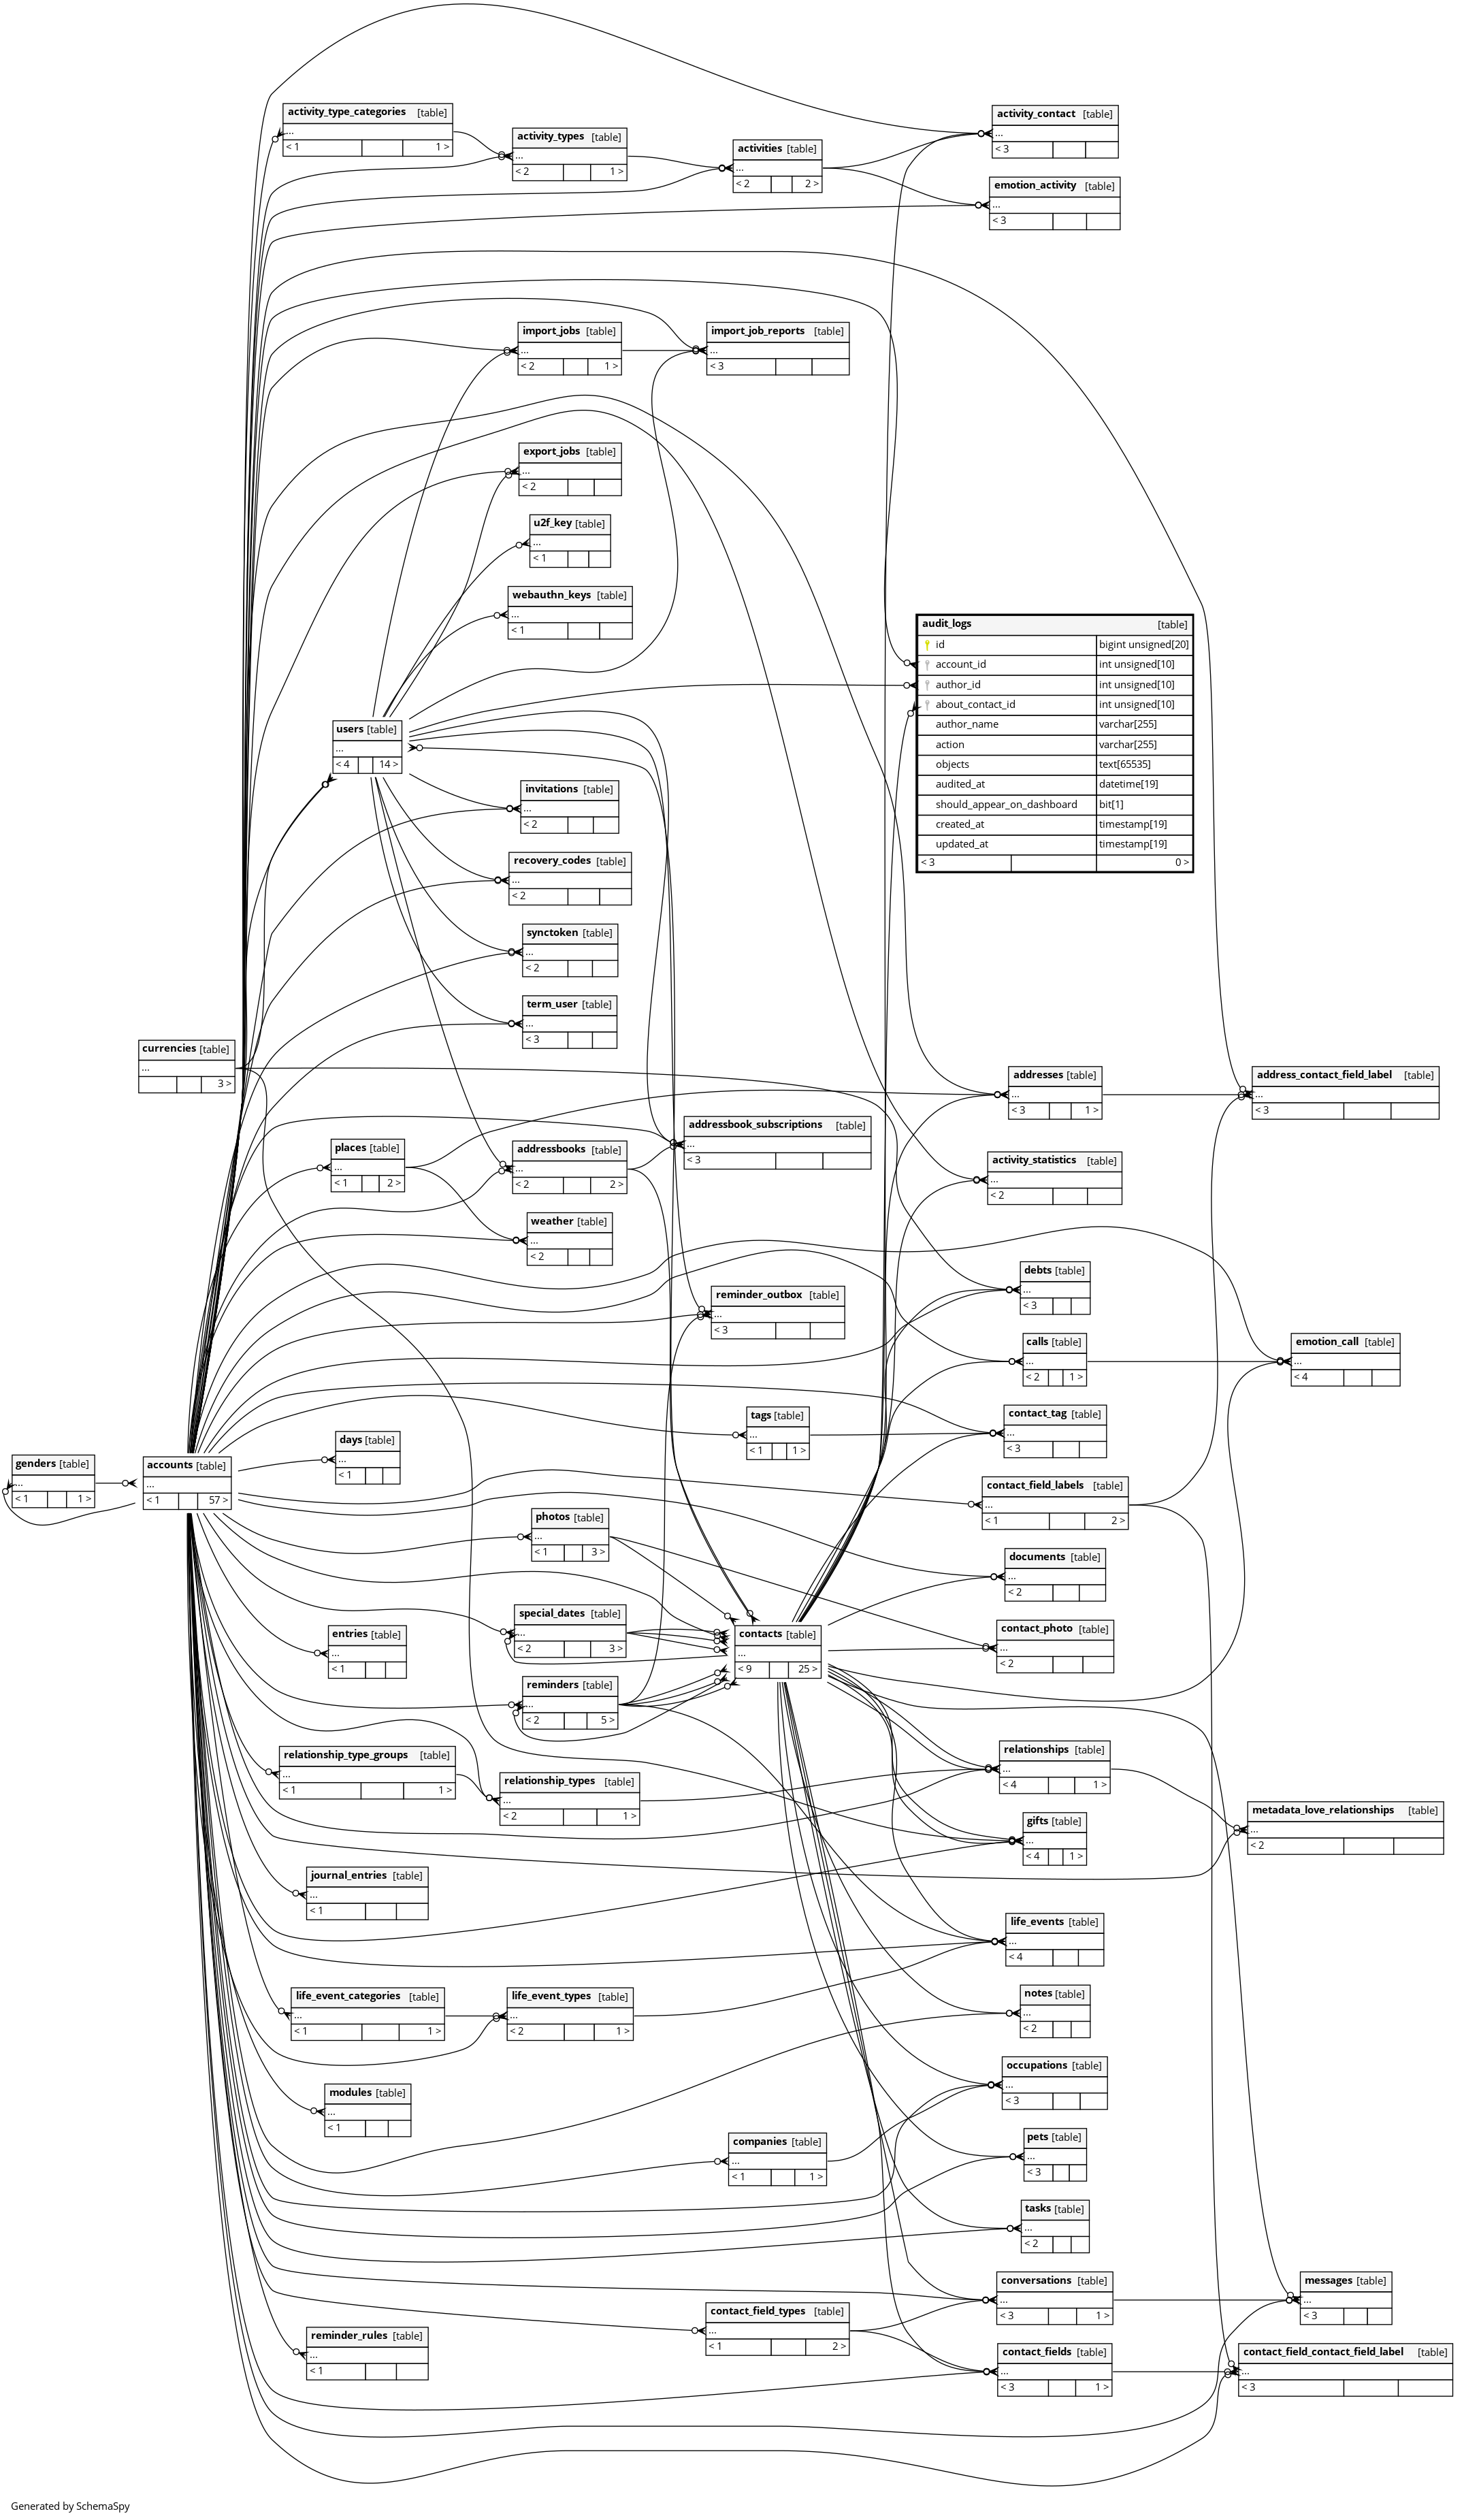 activity_type_categories [table]
...
< 1 1 >
activity_types [table]
...
< 2 1 >
activities [table]
...
< 2 2 >
activity_contact [table]
...
< 3
emotion_activity [table]
...
< 3
import_jobs [table]
...
< 2 1 >
import_job_reports [table]
...
< 3
export_jobs [table]
...
< 2
u2f_key [table]
...
< 1
webauthn_keys [table]
...
< 1
audit_logs [table]
id bigint unsigned[20]
account_id int unsigned[10]
author_id int unsigned[10]
about_contact_id int unsigned[10]
author_name varchar[255]
action varchar[255]
objects text[65535]
audited_at datetime[19]
should_appear_on_dashboard bit[1]
created_at timestamp[19]
updated_at timestamp[19]
< 3 0 >
users [table]
...
< 4 14 >
invitations [table]
...
< 2
recovery_codes [table]
...
< 2
synctoken [table]
...
< 2
term_user [table]
...
< 3
currencies [table]
...
3 >
addresses [table]
...
< 3 1 >
address_contact_field_label [table]
...
< 3
places [table]
...
< 1 2 >
addressbooks [table]
...
< 2 2 >
addressbook_subscriptions [table]
...
< 3
activity_statistics [table]
...
< 2
weather [table]
...
< 2
debts [table]
...
< 3
reminder_outbox [table]
...
< 3
calls [table]
...
< 2 1 >
emotion_call [table]
...
< 4
tags [table]
...
< 1 1 >
contact_tag [table]
...
< 3
days [table]
...
< 1
genders [table]
...
< 1 1 >
accounts [table]
...
< 1 57 >
contact_field_labels [table]
...
< 1 2 >
photos [table]
...
< 1 3 >
documents [table]
...
< 2
special_dates [table]
...
< 2 3 >
entries [table]
...
< 1
contacts [table]
...
< 9 25 >
contact_photo [table]
...
< 2
reminders [table]
...
< 2 5 >
relationship_type_groups [table]
...
< 1 1 >
relationship_types [table]
...
< 2 1 >
relationships [table]
...
< 4 1 >
metadata_love_relationships [table]
...
< 2
gifts [table]
...
< 4 1 >
journal_entries [table]
...
< 1
life_events [table]
...
< 4
life_event_categories [table]
...
< 1 1 >
life_event_types [table]
...
< 2 1 >
notes [table]
...
< 2
modules [table]
...
< 1
occupations [table]
...
< 3
companies [table]
...
< 1 1 >
pets [table]
...
< 3
tasks [table]
...
< 2
conversations [table]
...
< 3 1 >
messages [table]
...
< 3
contact_field_types [table]
...
< 1 2 >
reminder_rules [table]
...
< 1
contact_fields [table]
...
< 3 1 >
contact_field_contact_field_label [table]
...
< 3
Generated by SchemaSpy